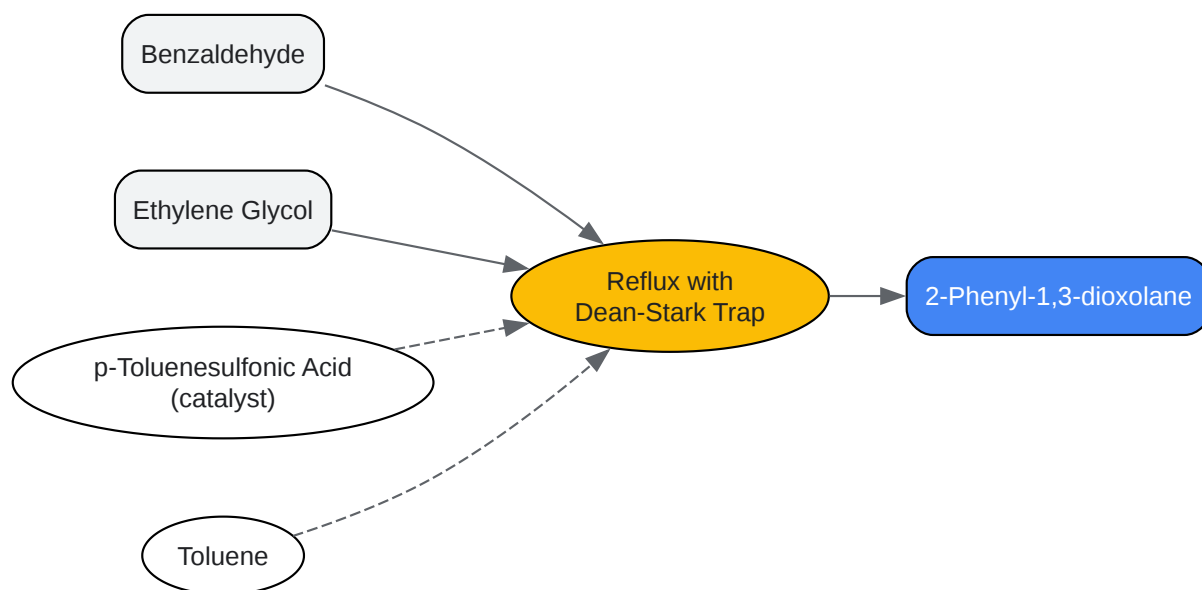 Benzaldehyde
Ethylene Glycol
Reflux with
Dean-Stark Trap
2-Phenyl-1,3-dioxolane
p-Toluenesulfonic Acid
(catalyst)
Toluene